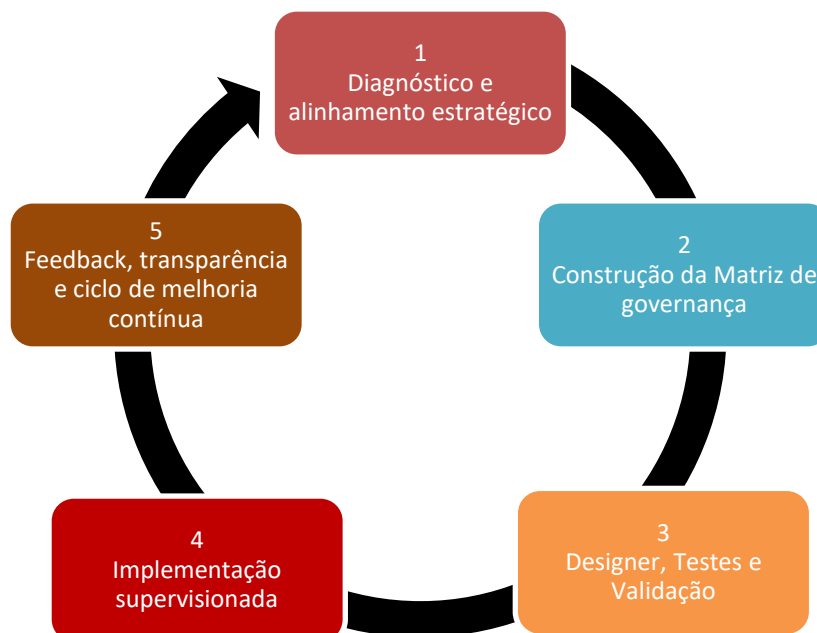 1
Diagnóstico e
alinhamento estratégico
2
Construção da Matriz de
governança
3
Designer, Testes e
Validação
4
Implementação
supervisionada
5
Feedback, transparência
e ciclo de melhoria
contínua